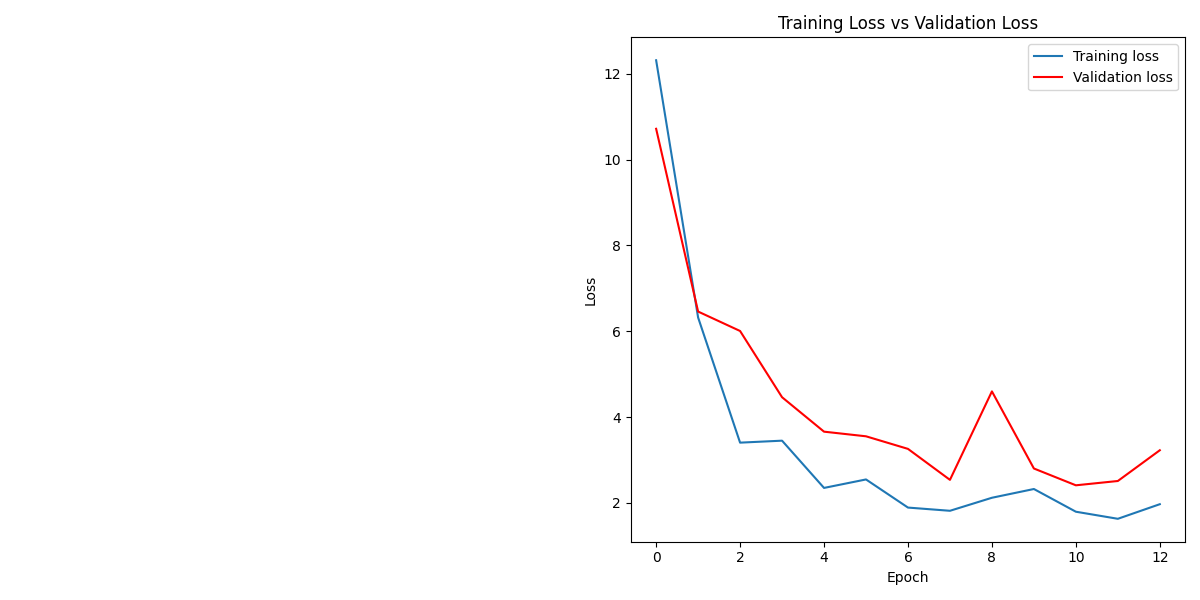 Training Loss vs Validation Loss
Training loss
Validation loss
12
10
8
6
4
2
Loss
0 2 4 6 8 10 12
Epoch